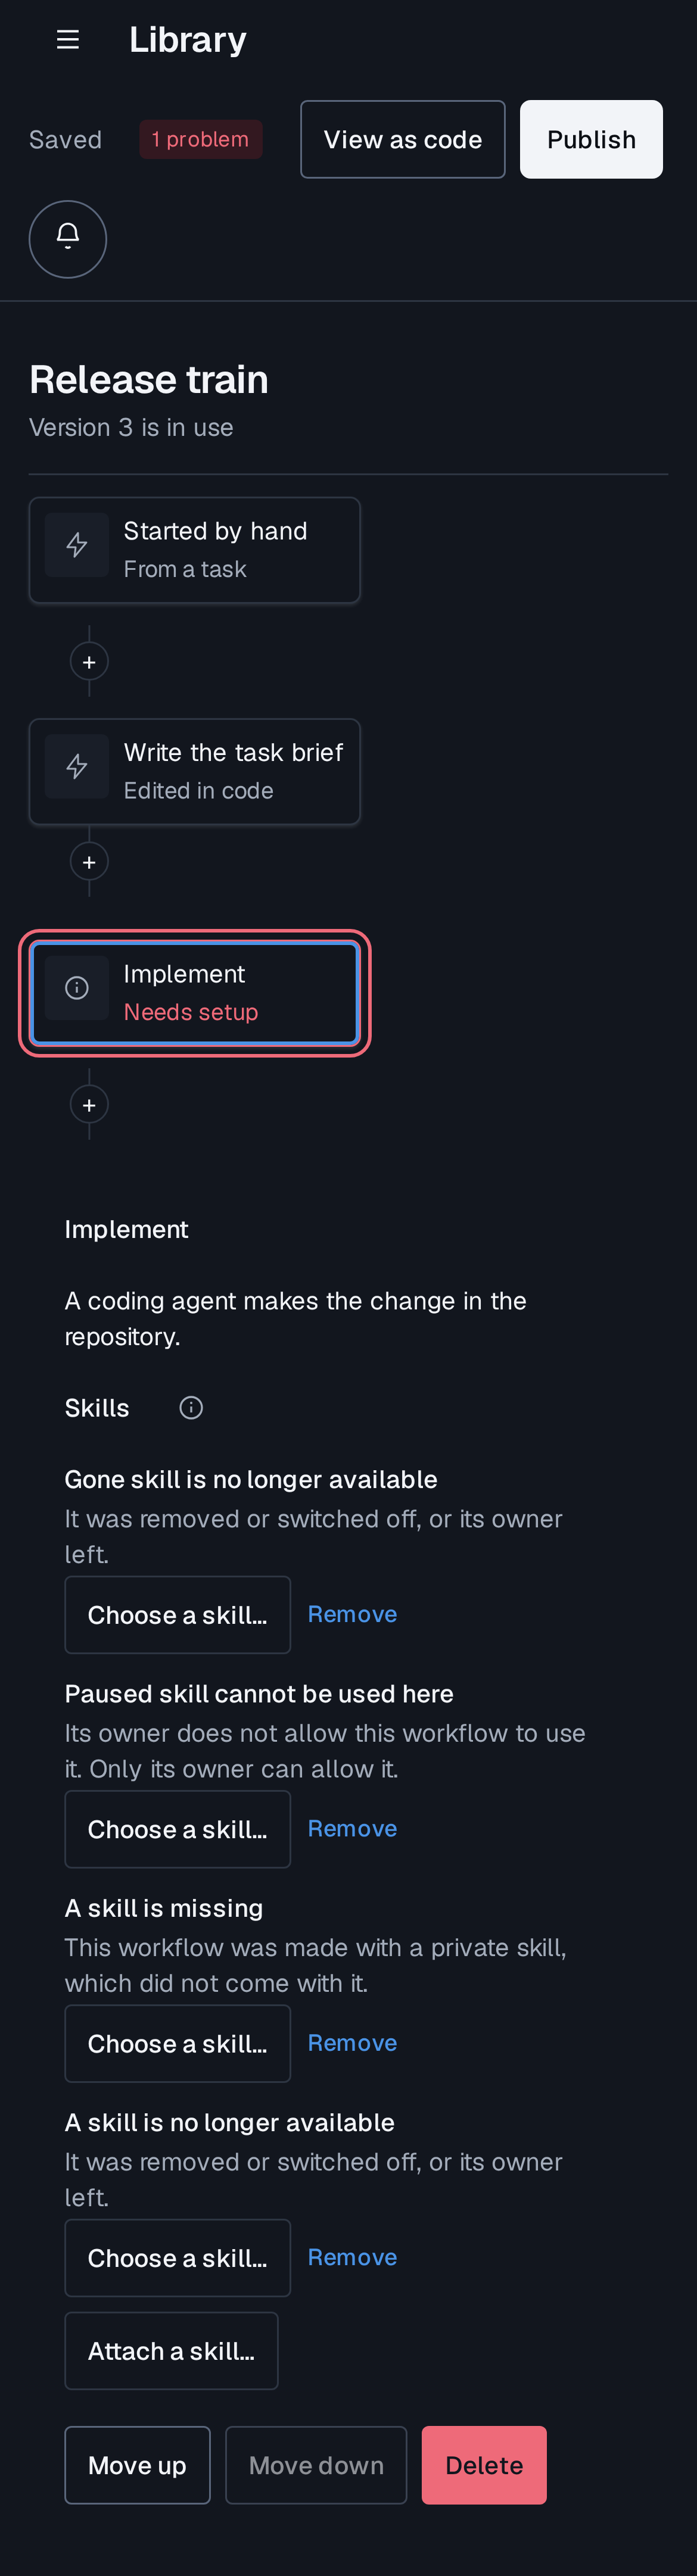 Library
Saved
1 problem
View as code
Publish
Release train
Version 3 is in use
Started by hand
From a task
+
Write the task brief
Edited in code
+
Implement
Needs setup
+
Implement
A coding agent makes the change in the
repository.
Skills
Gone skill is no longer available
It was removed or switched off, or its owner
left.
Choose a skill...
Remove
Paused skill cannot be used here
Its owner does not allow this workflow to use
it. Only its owner can allow it.
Choose a skill...
Remove
A skill is missing
This workflow was made with a private skill,
which did not come with it.
Choose a skill...
Remove
A skill is no longer available
It was removed or switched off, or its owner
left.
Choose a skill...
Remove
Attach a skill...
Move up
Move down
Delete